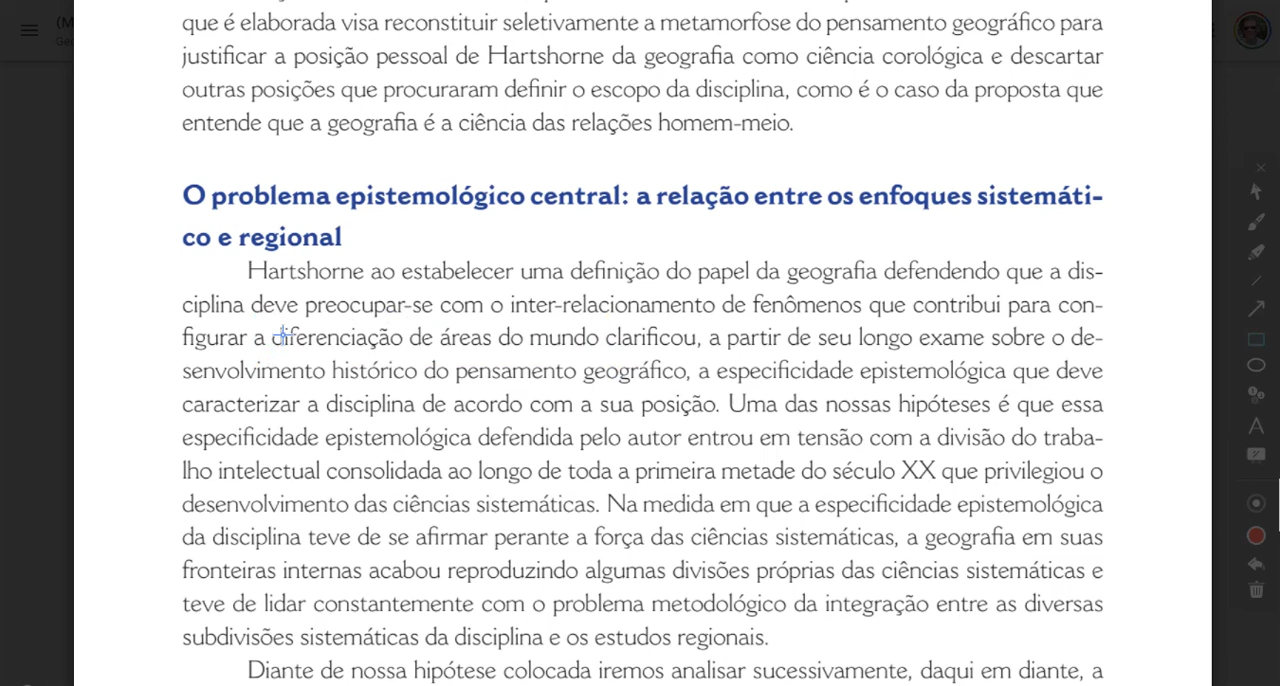 que é elaborada visa reconstituir seletivamente a metamorfose do pensamento geográfico para
justificar a posição pessoal de Hartshorne da geografia como ciência corológica e descartar
outras posições que procuraram definir o escopo da disciplina, como é o caso da proposta que
entende que a geografia é a ciência das relações homem-meio.
O problema epistemológico central: a relação entre os enfoques sistemáti-
co e regional
Hartshorne ao estabelecer uma definição do papel da geografia defendendo que a dis-
ciplina deve preocupar-se com o inter-relacionamento de fenômenos que contribui para con-
figurar a diferenciação de áreas do mundo clarificou, a partir de seu longo exame sobre o de-
senvolvimento histórico do pensamento geográfico, a especificidade epistemológica que deve
caracterizar a disciplina de acordo com a sua posição. Uma das nossas hipóteses é que essa
especificidade epistemológica defendida pelo autor entrou em tensão com a divisão do traba-
lho intelectual consolidada ao longo de toda a primeira metade do século XX que privilegiou o
desenvolvimento das ciências sistemáticas. Na medida em que a especificidade epistemológica
da disciplina teve de se afirmar perante a força das ciências sistemáticas, a geografia em suas
fronteiras internas acabou reproduzindo algumas divisões próprias das ciências sistemáticas e
teve de lidar constantemente com o problema metodológico da integração entre as diversas
subdivisões sistemáticas da disciplina e os estudos regionais.
Diante de nossa hipótese colocada iremos analisar sucessivamente, daqui em diante, a